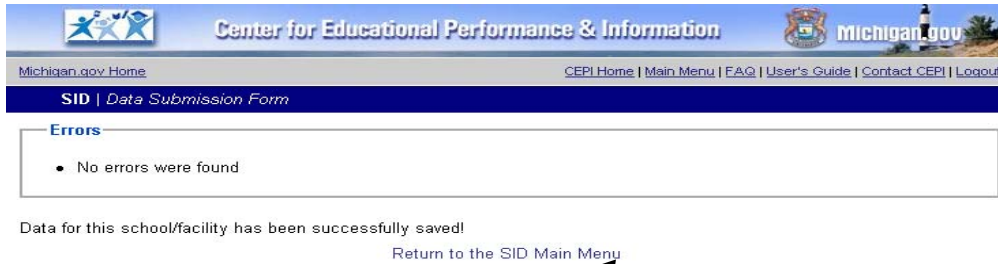 Center for Educational Performance & Information
Michigan.gov
Michigan.gov Home
CEPI Home | Main Menu | FAQ | User's Guide | Contact CEPI | Logout
SID | Data Submission Form
Errors
• No errors were found
Data for this school/facility has been successfully saved!
Return to the SID Main Menu